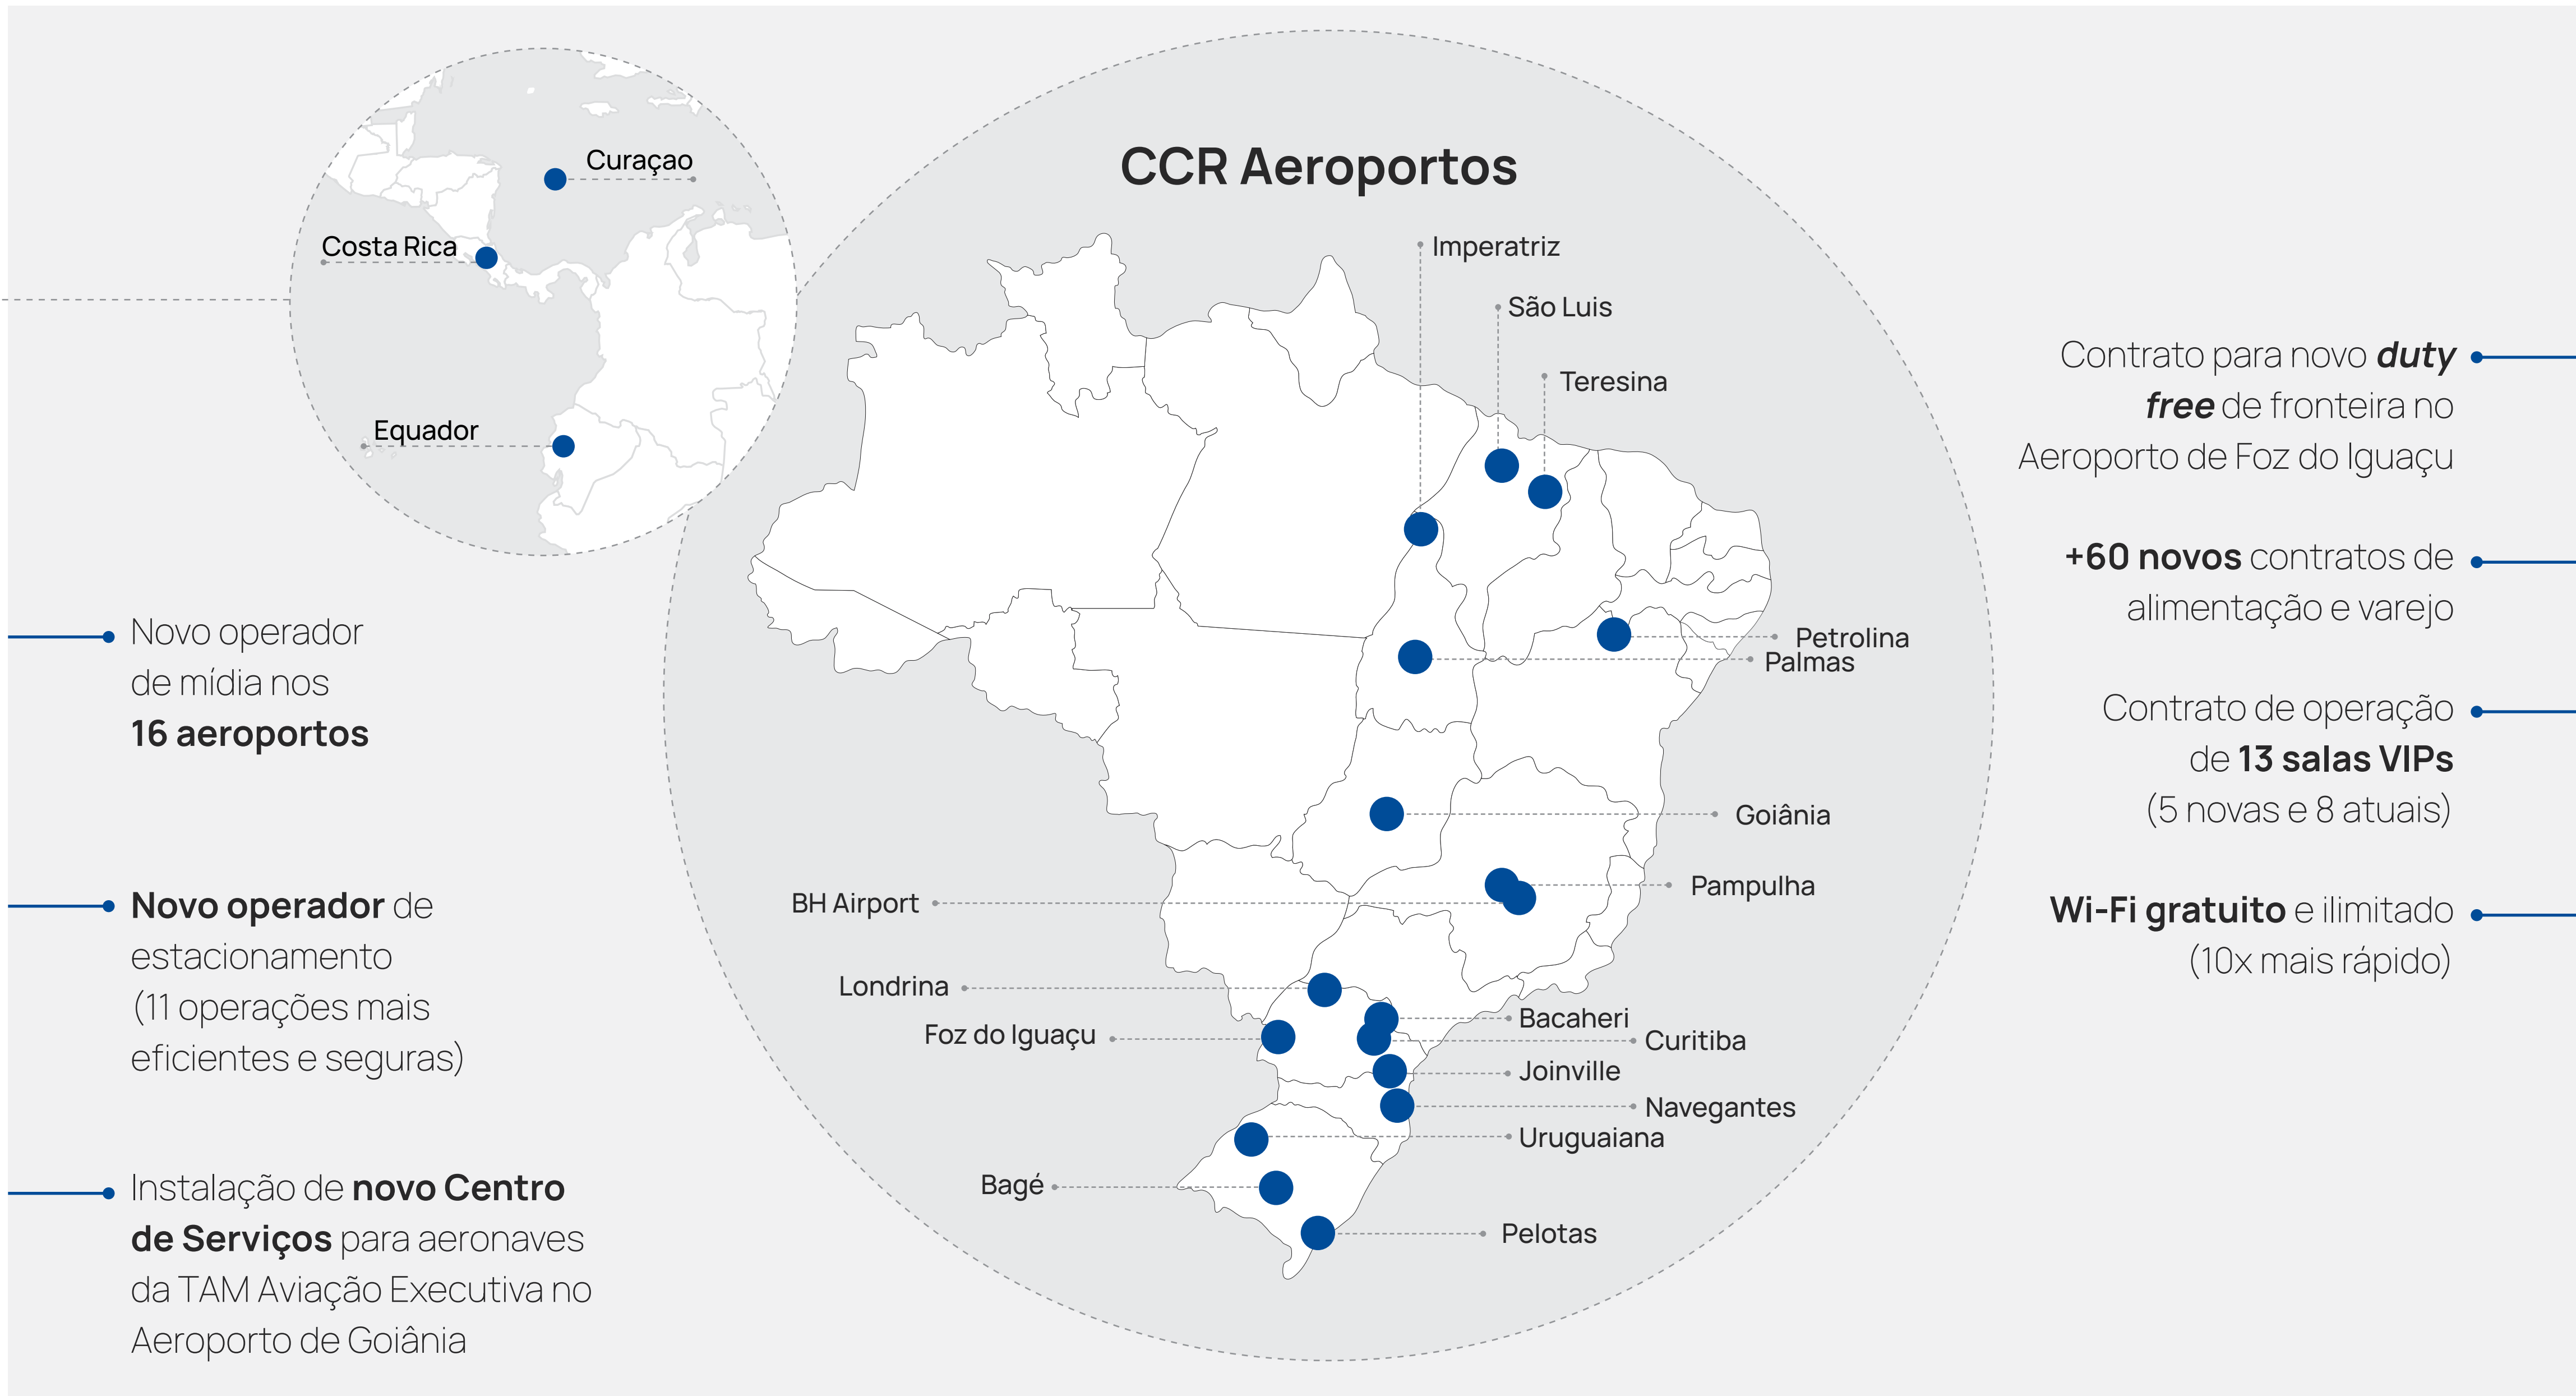 CCR Aeroportos
Curaçao
Costa Rica
Equador
Novo operador
de mídia nos
16 aeroportos
Novo operador de
estacionamento
(11 operações mais
eficientes e seguras)
Instalação de novo Centro
de Serviços para aeronaves
da TAM Aviação Executiva no
Aeroporto de Goiânia
Imperatriz
São Luis
Teresina
Petrolina
Palmas
Goiânia
Pampulha
BH Airport
Londrina
Foz do Iguaçu
Bacaheri
Curitiba
Joinville
Navegantes
Uruguaiana
Bagé
Pelotas
Contrato para novo duty
free de fronteira no
Aeroporto de Foz do Iguaçu
+60 novos contratos de
alimentação e varejo
Contrato de operação
de 13 salas VIPs
(5 novas e 8 atuais)
Wi-Fi gratuito e ilimitado
(10x mais rápido)